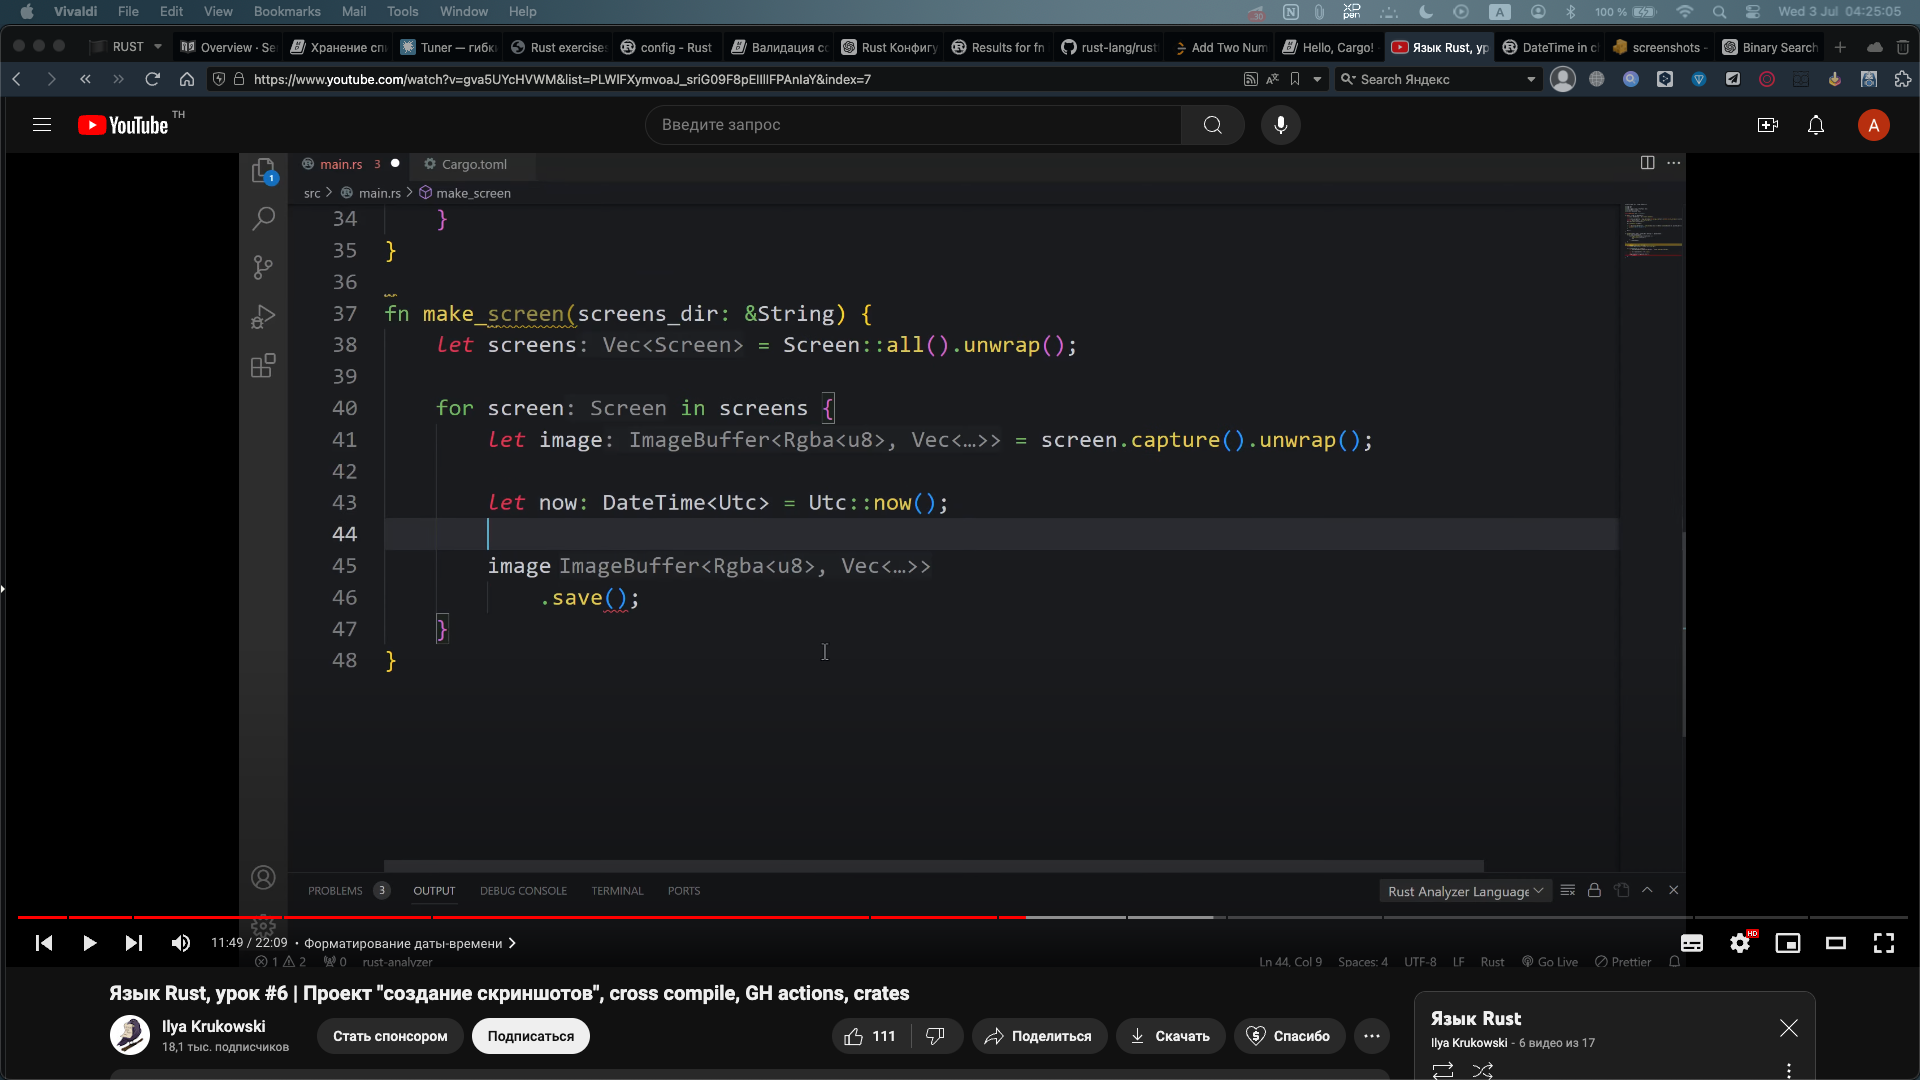 Vivaldi File Edit View Bookmarks Mail Tools Window Help 100 % Wed 3 Jul 04:25:05
RUST Overview - Se Хранение спи Tuner — гибк Rust exercise config - Rust Валидация сс Rust Конфигу Results for fn rust-lang/rust Add Two Num Hello, Cargo! Язык Rust, ур DateTime in c screenshots - Binary Search
https://www.youtube.com/watch?v=gva5UYcHVWM&list=PLWlFXymvoaJ_sriG09F8pEIllIFPAnIaY&index=7 Search Яндекс
YouTube TH Введите запрос A
main.rs 3 Cargo.toml
src > main.rs > make_screen
34 }
35 }
36
37 fn make_screen(screens_dir: &String) {
38 let screens: Vec<Screen> = Screen::all().unwrap();
39
40 for screen: Screen in screens {
41 let image: ImageBuffer<Rgba<u8>, Vec<…>> = screen.capture().unwrap();
42
43 let now: DateTime<Utc> = Utc::now();
44
45 image ImageBuffer<Rgba<u8>, Vec<…>>
46 .save();
47 }
48 }
PROBLEMS 3 OUTPUT DEBUG CONSOLE TERMINAL PORTS Rust Analyzer Language
11:49 / 22:09 • Форматирование даты-времени HD
1 2 0 rust-analyzer Ln 44, Col 9 Spaces: 4 UTF-8 LF Rust Go Live Prettier
Язык Rust, урок #6 | Проект "создание скриншотов", cross compile, GH actions, crates
Ilya Krukowski
18,1 тыс. подписчиков
Стать спонсором Подписаться 111 Поделиться Скачать Спасибо
Язык Rust
Ilya Krukowski - 6 видео из 17